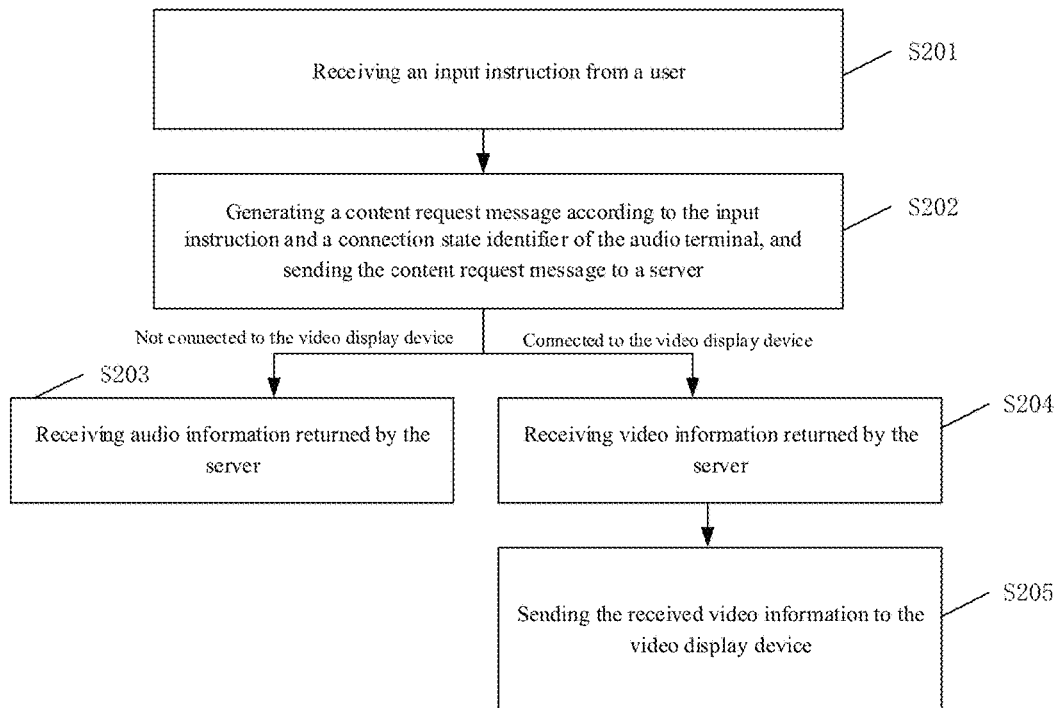 Receiving an input instruction from a user
S201
Generating a content request message according to the input
instruction and a connection state identifier of the audio terminal, and
sending the content request message to a server
S202
Not connected to the video display device
Connected to the video display device
S203
Receiving audio information returned by the
server
S204
Receiving video information returned by the
server
S205
Sending the received video information to the
video display device